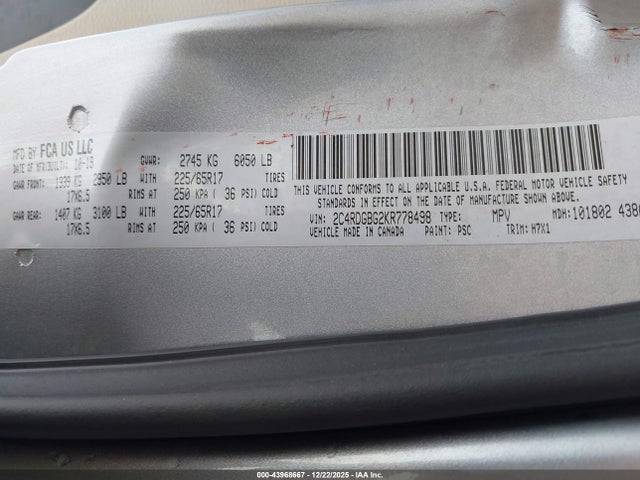 MFD BY FCA US LLC
DATE OF MFR/BUILT: 10-19 GVWR: 2745 KG 6050 LB
GAWR FRONT: 1339 KG 2950 LB WITH 225/65R17 TIRES
17X6.5 RIMS AT 250 KPA ( 36 PSI) COLD
GAWR REAR: 1407 KG 3100 LB WITH 225/65R17 TIRES
17X6.5 RIMS AT 250 KPA ( 36 PSI) COLD
THIS VEHICLE CONFORMS TO ALL APPLICABLE U.S.A. FEDERAL MOTOR VEHICLE SAFETY
STANDARDS IN EFFECT ON THE DATE OF MANUFACTURE SHOWN ABOVE.
VIN: 2C4RDGBG2KR778498 TYPE: MPV MDH: 101802 438
VEHICLE MADE IN CANADA PAINT: PSC TRIM: H7X1
00-43968667 - 12/22/2025 - IAA Inc.